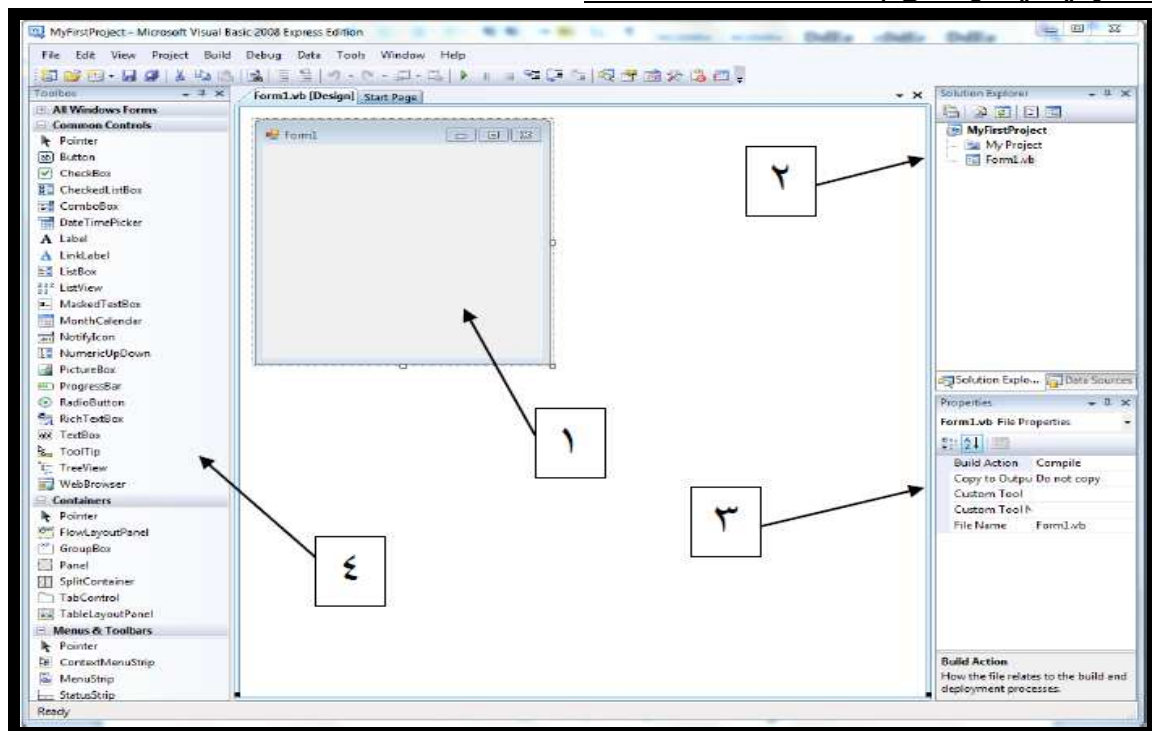 MyFirstProject - Microsoft Visual Basic 2008 Express Edition
File Edit View Project Build Debug Data Tools Window Help
Toolbox
All Windows Forms
Common Controls
Pointer
Button
CheckBox
CheckedListBox
ComboBox
DateTimePicker
Label
LinkLabel
ListBox
ListView
MaskedTextBox
MonthCalendar
NotifyIcon
NumericUpDown
PictureBox
ProgressBar
RadioButton
RichTextBox
TextBox
ToolTip
TreeView
WebBrowser
Containers
Pointer
FlowLayoutPanel
GroupBox
Panel
SplitContainer
TabControl
TableLayoutPanel
Menus & Toolbars
Pointer
ContextMenuStrip
MenuStrip
StatusStrip
Form1.vb [Design] Start Page
Form1
١
٢
٣
٤
Solution Explorer
MyFirstProject
My Project
Form1.vb
Solution Explo... Data Sources
Properties
Form1.vb File Properties
Build Action Compile
Copy to Outpu Do not copy
Custom Tool
Custom Tool N
File Name Form1.vb
Build Action
How the file relates to the build and
deployment processes.
Ready